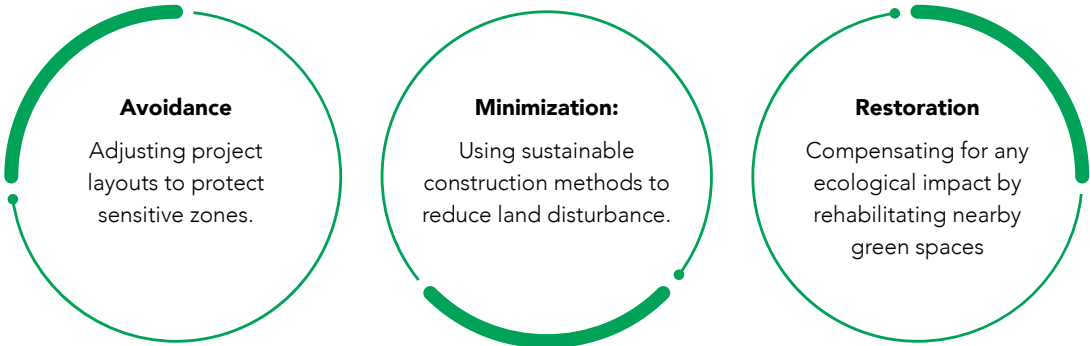 Avoidance
Adjusting project
layouts to protect
sensitive zones.
Minimization:
Using sustainable
construction methods to
reduce land disturbance.
Restoration
Compensating for any
ecological impact by
rehabilitating nearby
green spaces